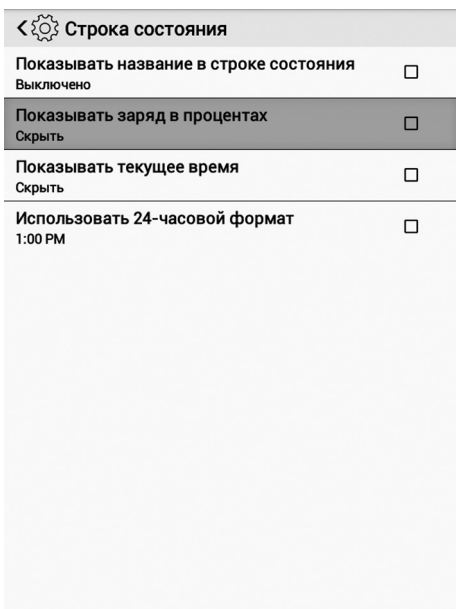 Строка состояния
Показывать название в строке состояния
Выключено
Показывать заряд в процентах
Скрыть
Показывать текущее время
Скрыть
Использовать 24-часовой формат
1:00 PM